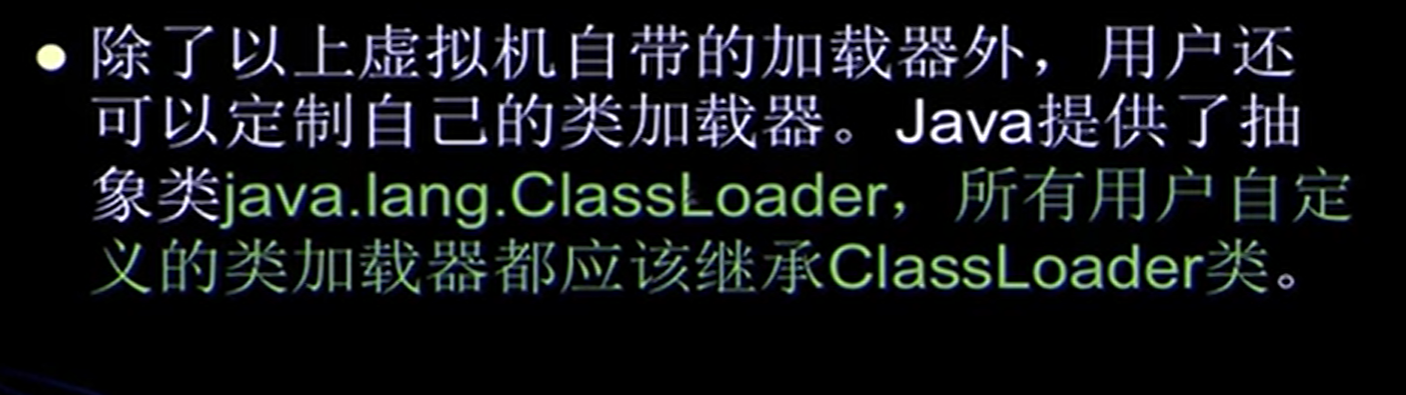 除了以上虚拟机自带的加载器外，用户还
可以定制自己的类加载器。Java提供了抽
象类java.lang.ClassLoader，所有用户自定
义的类加载器都应该继承ClassLoader类。